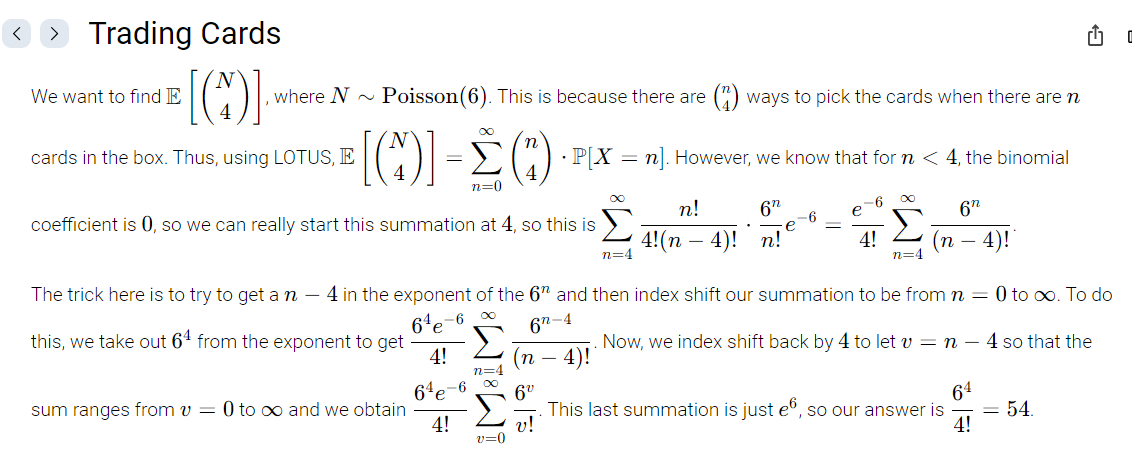 Trading Cards
We want to find 𝔼[(N 4)], where N ∼ Poisson(6). This is because there are (n 4) ways to pick the cards when there are n
cards in the box. Thus, using LOTUS, 𝔼[(N 4)] = ∑_{n=0}^{∞} (n 4) · ℙ[X = n]. However, we know that for n < 4, the binomial
coefficient is 0, so we can really start this summation at 4, so this is ∑_{n=4}^{∞} n!/(4!(n − 4)!) · 6^n/n! e^{−6} = e^{−6}/4! ∑_{n=4}^{∞} 6^n/(n − 4)!.
The trick here is to try to get a n − 4 in the exponent of the 6^n and then index shift our summation to be from n = 0 to ∞. To do
this, we take out 6^4 from the exponent to get 6^4e^{−6}/4! ∑_{n=4}^{∞} 6^{n−4}/(n − 4)!. Now, we index shift back by 4 to let v = n − 4 so that the
sum ranges from v = 0 to ∞ and we obtain 6^4e^{−6}/4! ∑_{v=0}^{∞} 6^v/v!. This last summation is just e^6, so our answer is 6^4/4! = 54.